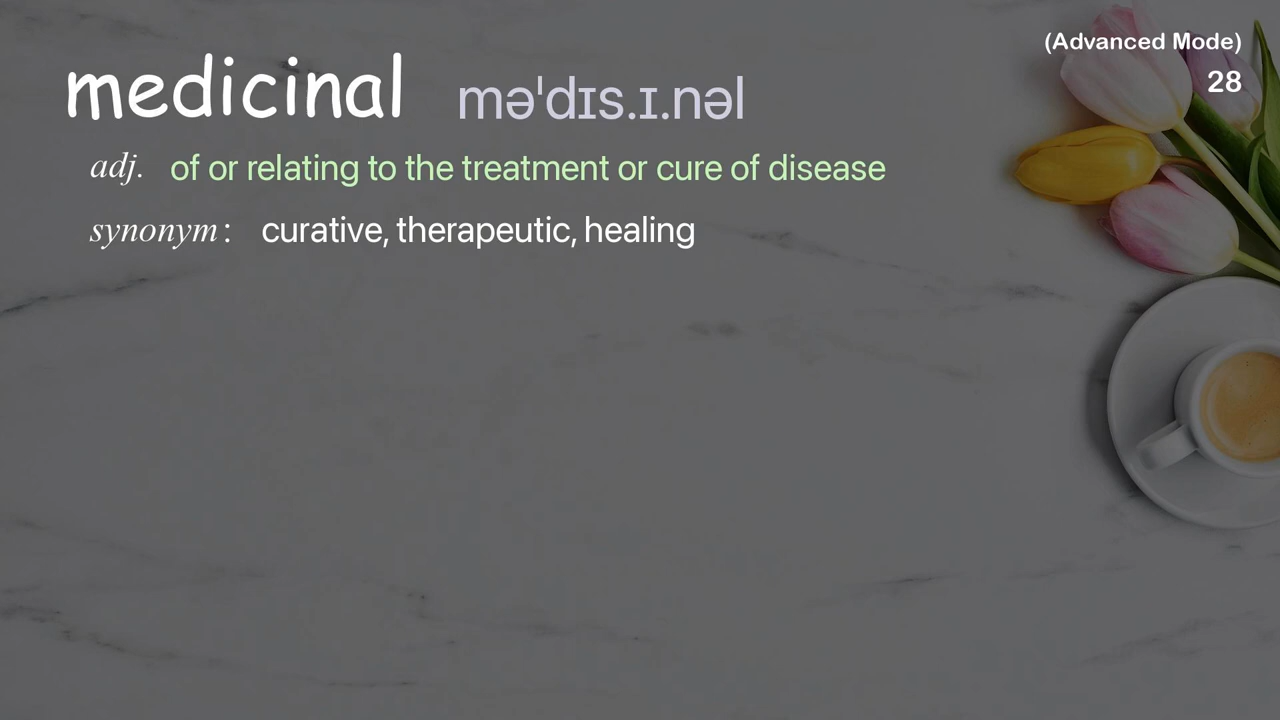 (Advanced Mode)
28
medicinal məˈdɪs.ɪ.nəl
adj. of or relating to the treatment or cure of disease
synonym: curative, therapeutic, healing